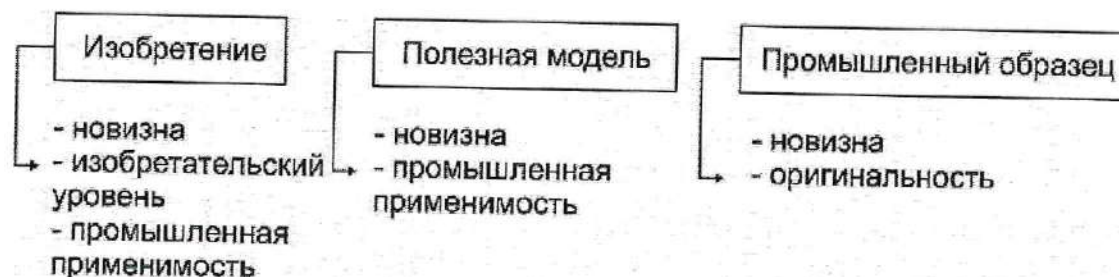 Изобретение
- новизна
- изобретательский
уровень
- промышленная
применимость
Полезная модель
- новизна
- промышленная
применимость
Промышленный образец
- новизна
- оригинальность